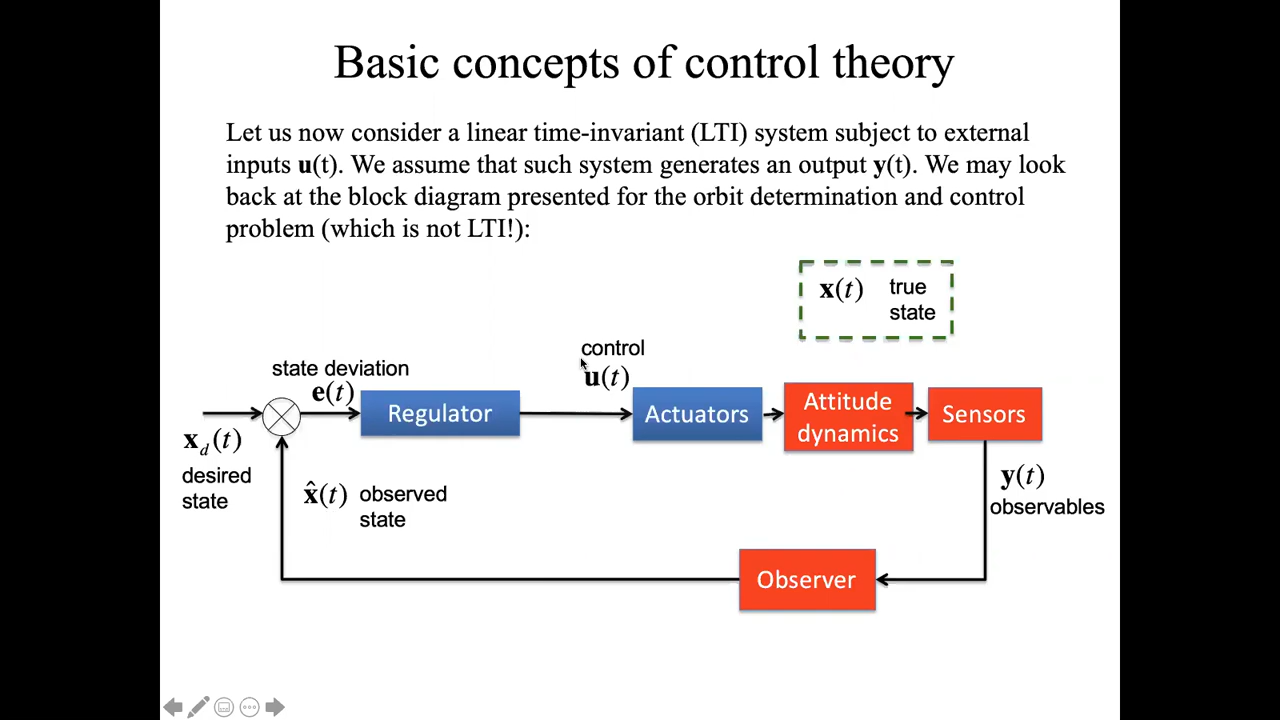 Basic concepts of control theory
Let us now consider a linear time-invariant (LTI) system subject to external
inputs u(t). We assume that such system generates an output y(t). We may look
back at the block diagram presented for the orbit determination and control
problem (which is not LTI!):
x(t) true
state
control
u(t)
state deviation
e(t)
Regulator
Actuators
Attitude
dynamics
Sensors
x_d(t)
desired
state
x̂(t) observed
state
y(t)
observables
Observer